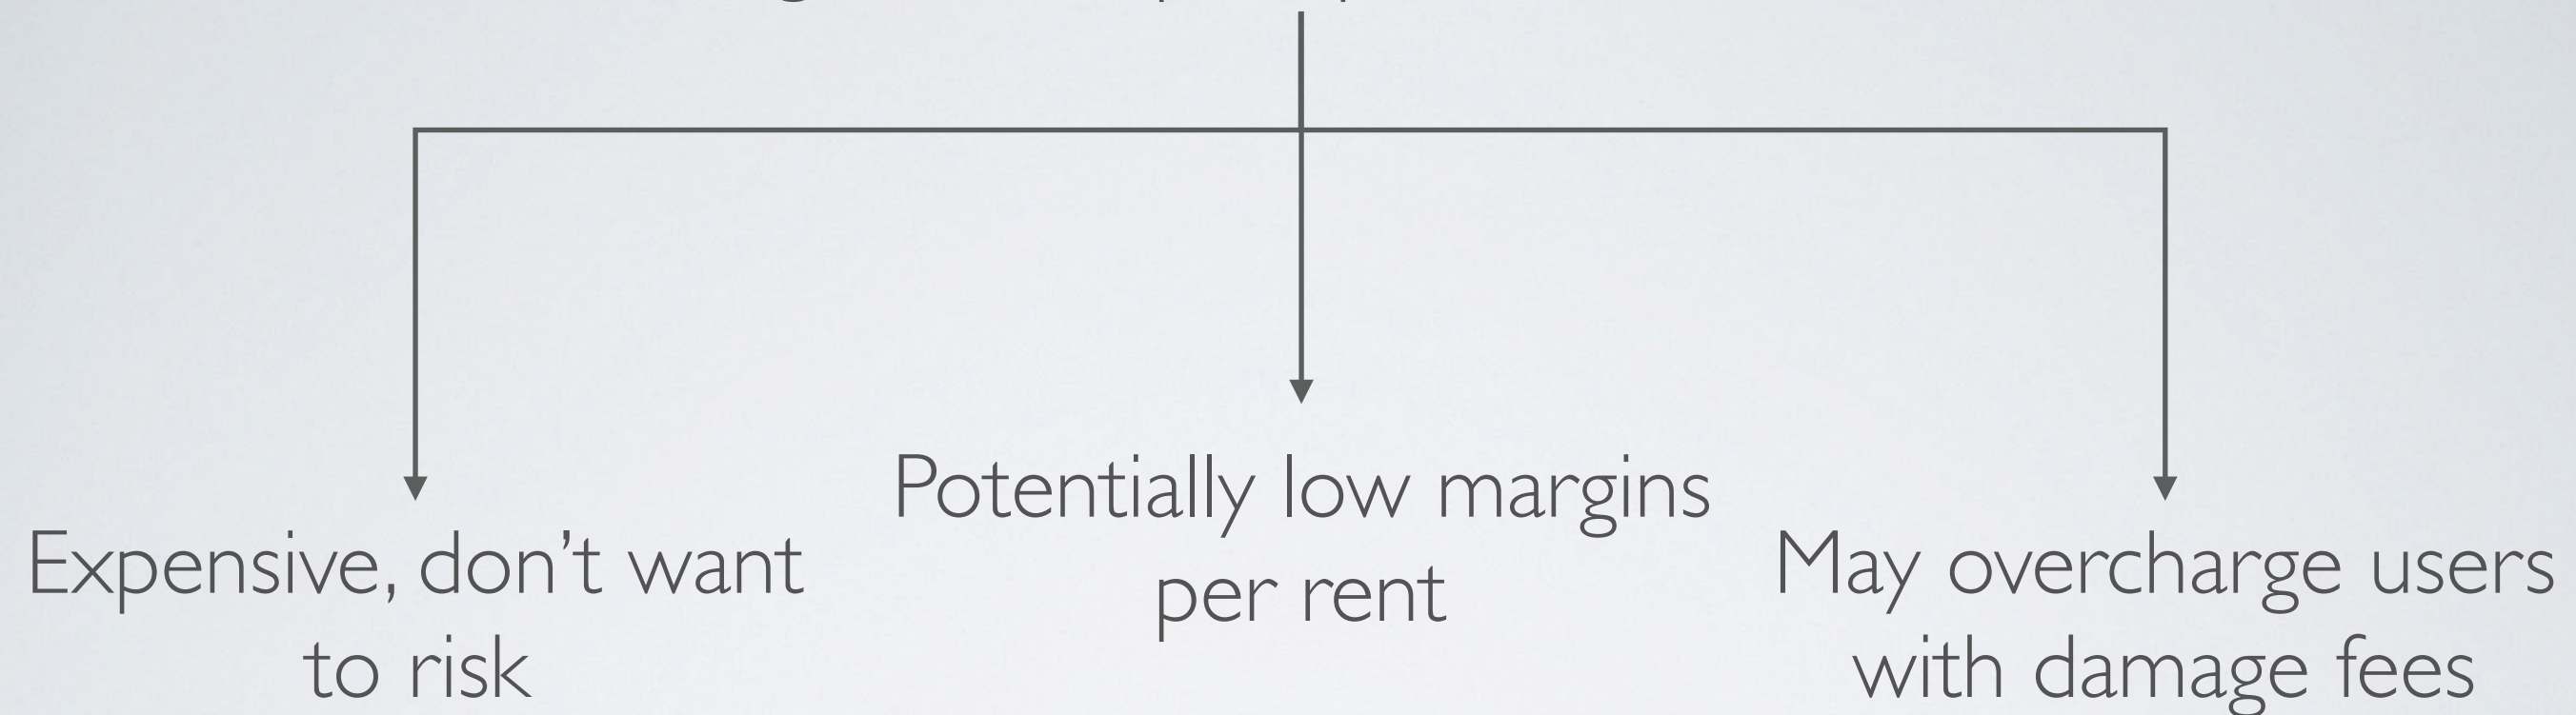 Potentially low margins
per rent
Expensive, don’t want
to risk
May overcharge users
with damage fees